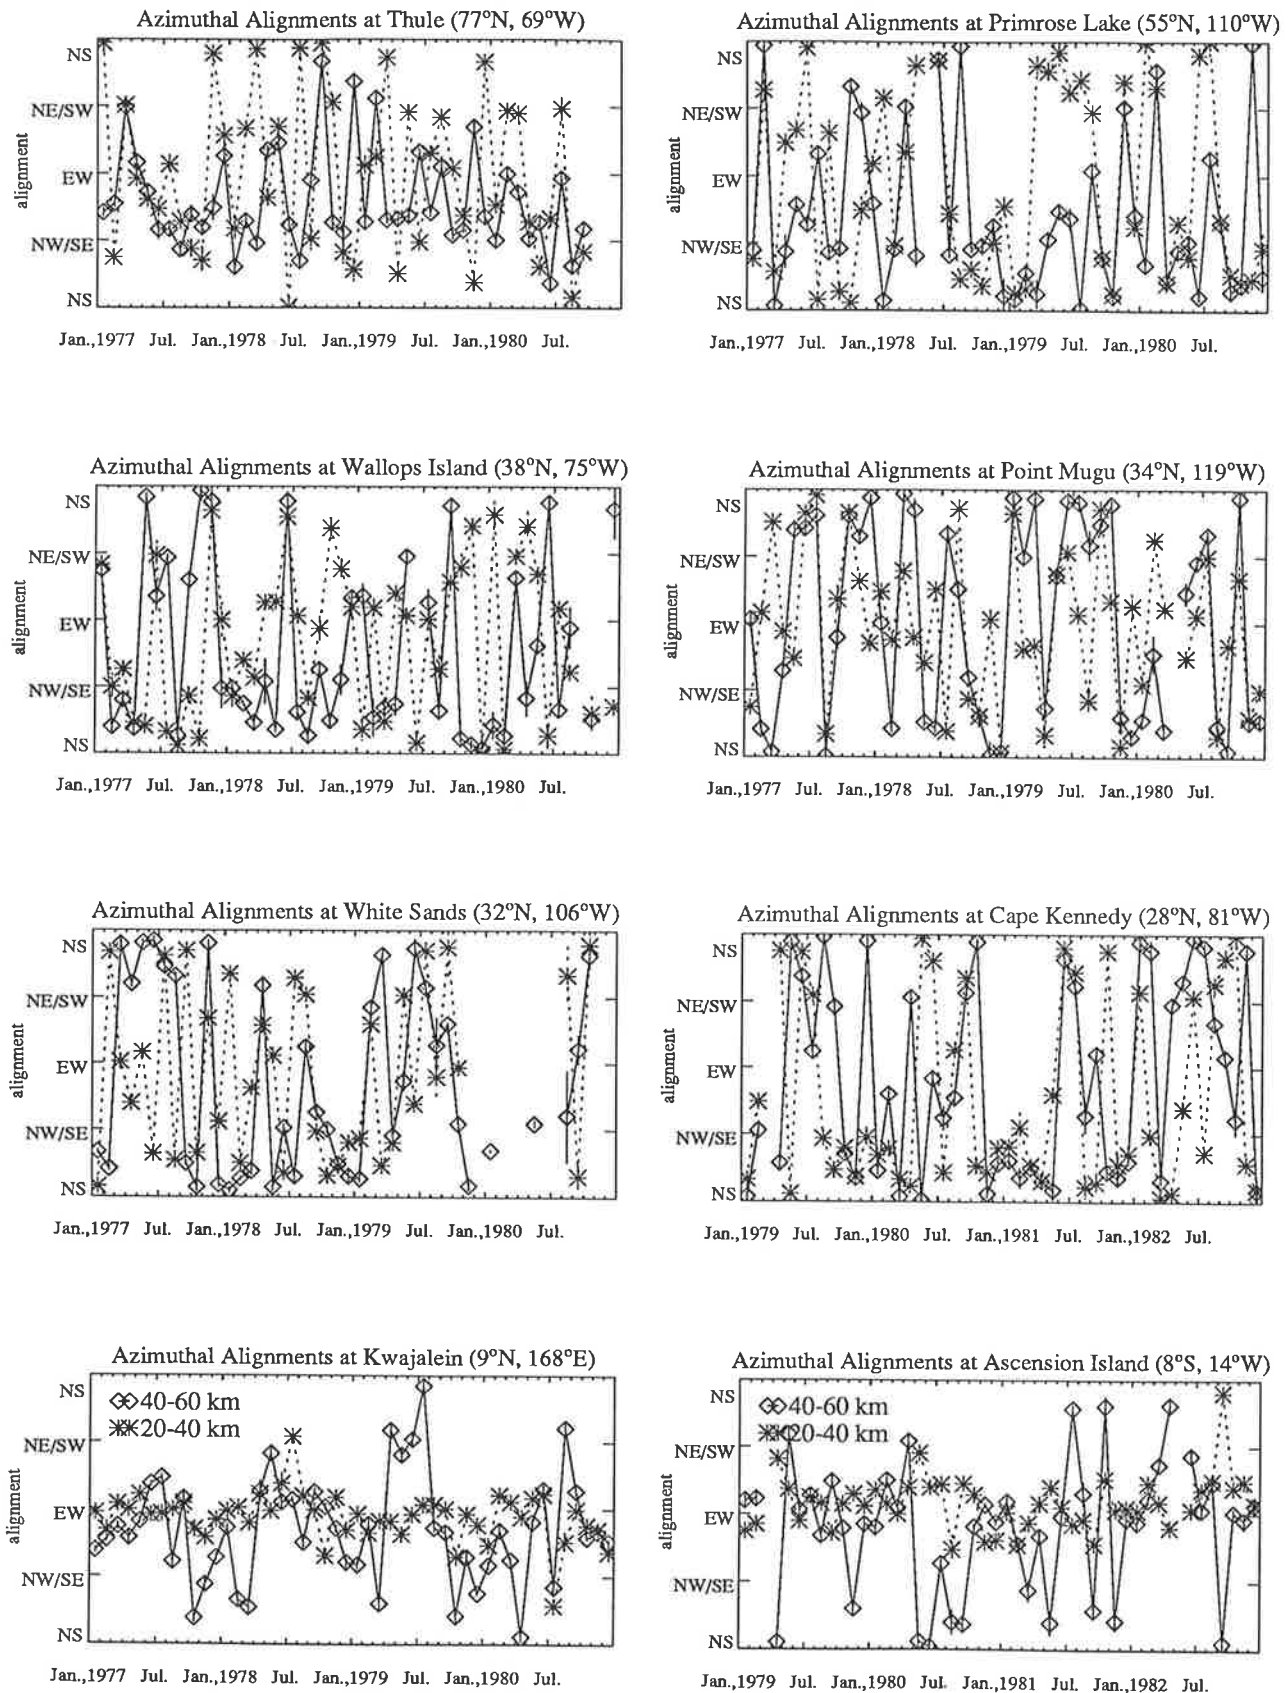 Azimuthal Alignments at Thule (77°N, 69°W)
NS
NE/SW
EW
NW/SE
NS
alignment
Jan.,1977 Jul. Jan.,1978 Jul. Jan.,1979 Jul. Jan.,1980 Jul.
Azimuthal Alignments at Primrose Lake (55°N, 110°W)
NS
NE/SW
EW
NW/SE
NS
alignment
Jan.,1977 Jul. Jan.,1978 Jul. Jan.,1979 Jul. Jan.,1980 Jul.
Azimuthal Alignments at Wallops Island (38°N, 75°W)
NS
NE/SW
EW
NW/SE
NS
alignment
Jan.,1977 Jul. Jan.,1978 Jul. Jan.,1979 Jul. Jan.,1980 Jul.
Azimuthal Alignments at Point Mugu (34°N, 119°W)
NS
NE/SW
EW
NW/SE
NS
alignment
Jan.,1977 Jul. Jan.,1978 Jul. Jan.,1979 Jul. Jan.,1980 Jul.
Azimuthal Alignments at White Sands (32°N, 106°W)
NS
NE/SW
EW
NW/SE
NS
alignment
Jan.,1977 Jul. Jan.,1978 Jul. Jan.,1979 Jul. Jan.,1980 Jul.
Azimuthal Alignments at Cape Kennedy (28°N, 81°W)
NS
NE/SW
EW
NW/SE
NS
alignment
Jan.,1979 Jul. Jan.,1980 Jul. Jan.,1981 Jul. Jan.,1982 Jul.
Azimuthal Alignments at Kwajalein (9°N, 168°E)
NS
NE/SW
EW
NW/SE
NS
alignment
40-60 km
20-40 km
Jan.,1977 Jul. Jan.,1978 Jul. Jan.,1979 Jul. Jan.,1980 Jul.
Azimuthal Alignments at Ascension Island (8°S, 14°W)
NS
NE/SW
EW
NW/SE
NS
alignment
40-60 km
20-40 km
Jan.,1979 Jul. Jan.,1980 Jul. Jan.,1981 Jul. Jan.,1982 Jul.